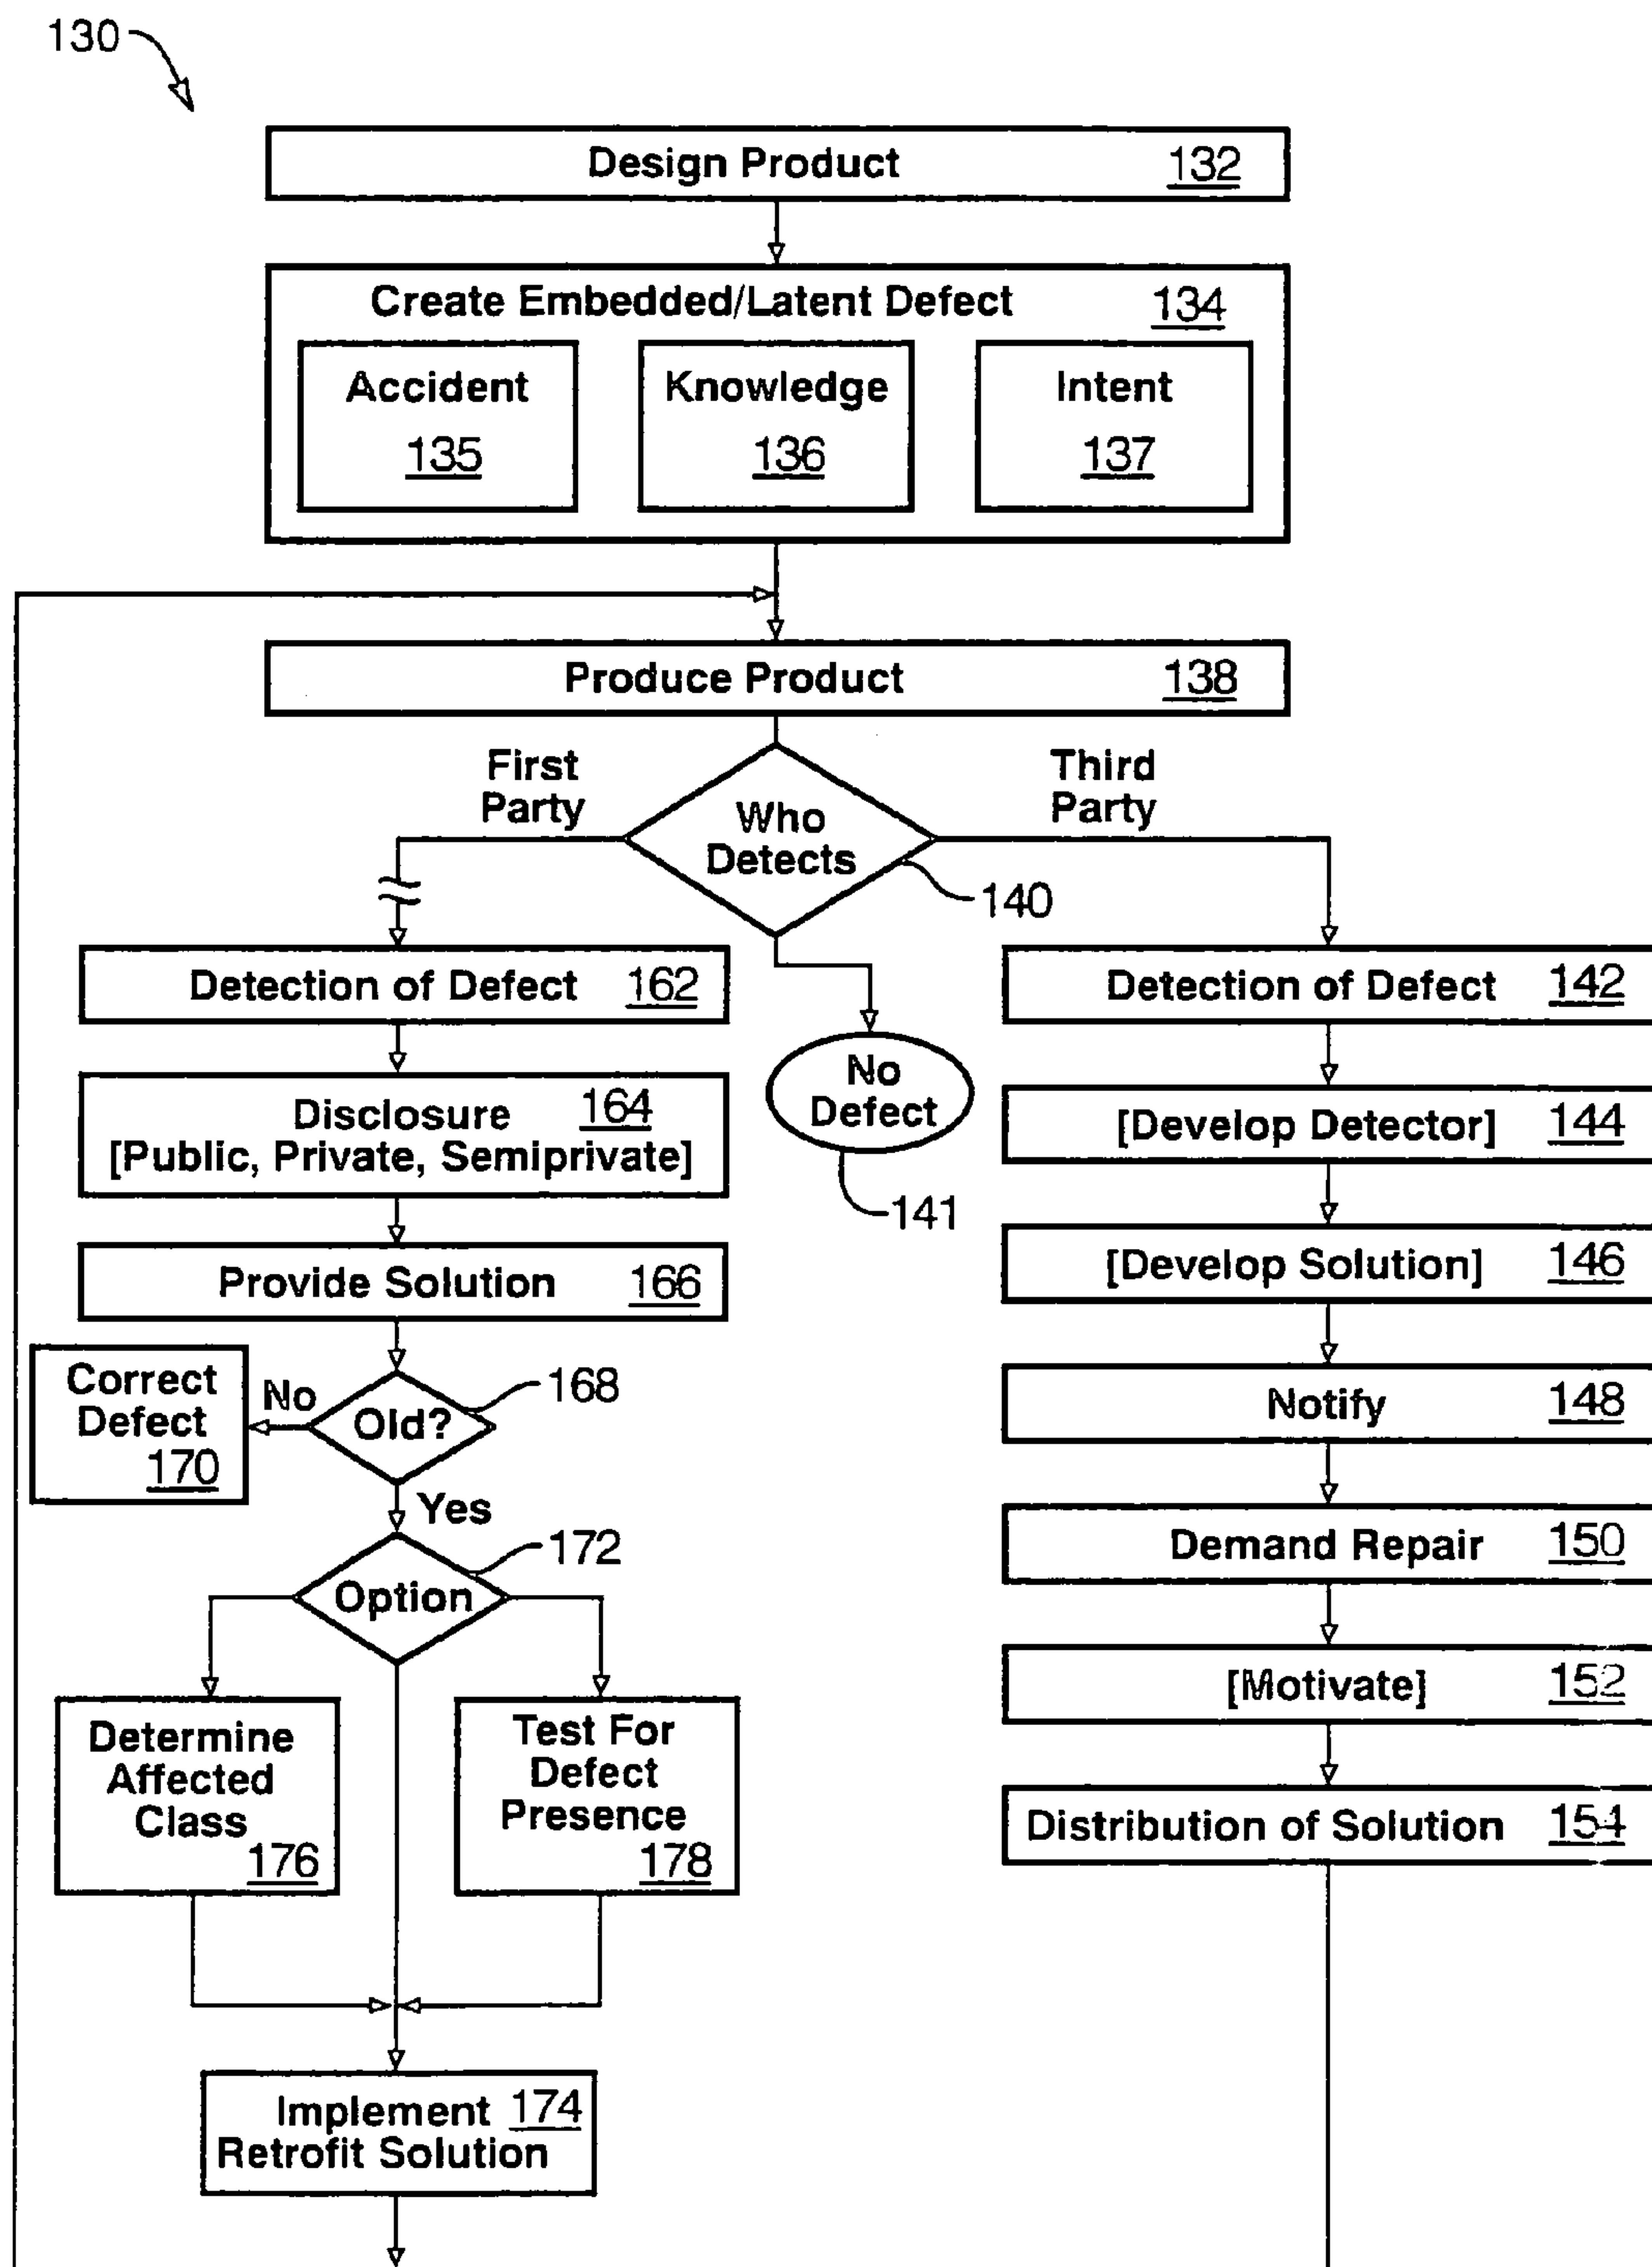 130
Design Product 132
Create Embedded/Latent Defect 134
Accident
135
Knowledge
136
Intent
137
Produce Product 138
First
Party
Third
Party
Who
Detects
140
Detection of Defect 162
Disclosure 164
[Public, Private, Semiprivate]
Provide Solution 166
Old?
168
No
Correct
Defect
170
Yes
Option
172
Determine
Affected
Class
176
Test For
Defect
Presence
178
Implement 174
Retrofit Solution
No
Defect
141
Detection of Defect 142
[Develop Detector] 144
[Develop Solution] 146
Notify 148
Demand Repair 150
[Motivate] 152
Distribution of Solution 154